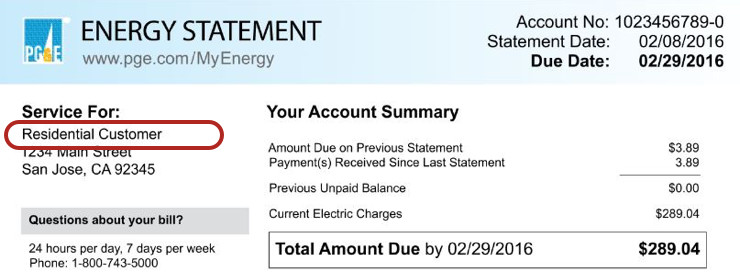 PG&E
ENERGY STATEMENT
www.pge.com/MyEnergy
Account No: 1023456789-0
Statement Date: 02/08/2016
Due Date: 02/29/2016
Service For:
Residential Customer
1234 Main Street
San Jose, CA 92345
Questions about your bill?
24 hours per day, 7 days per week
Phone: 1-800-743-5000
Your Account Summary
Amount Due on Previous Statement $3.89
Payment(s) Received Since Last Statement 3.89
Previous Unpaid Balance $0.00
Current Electric Charges $289.04
Total Amount Due by 02/29/2016 $289.04